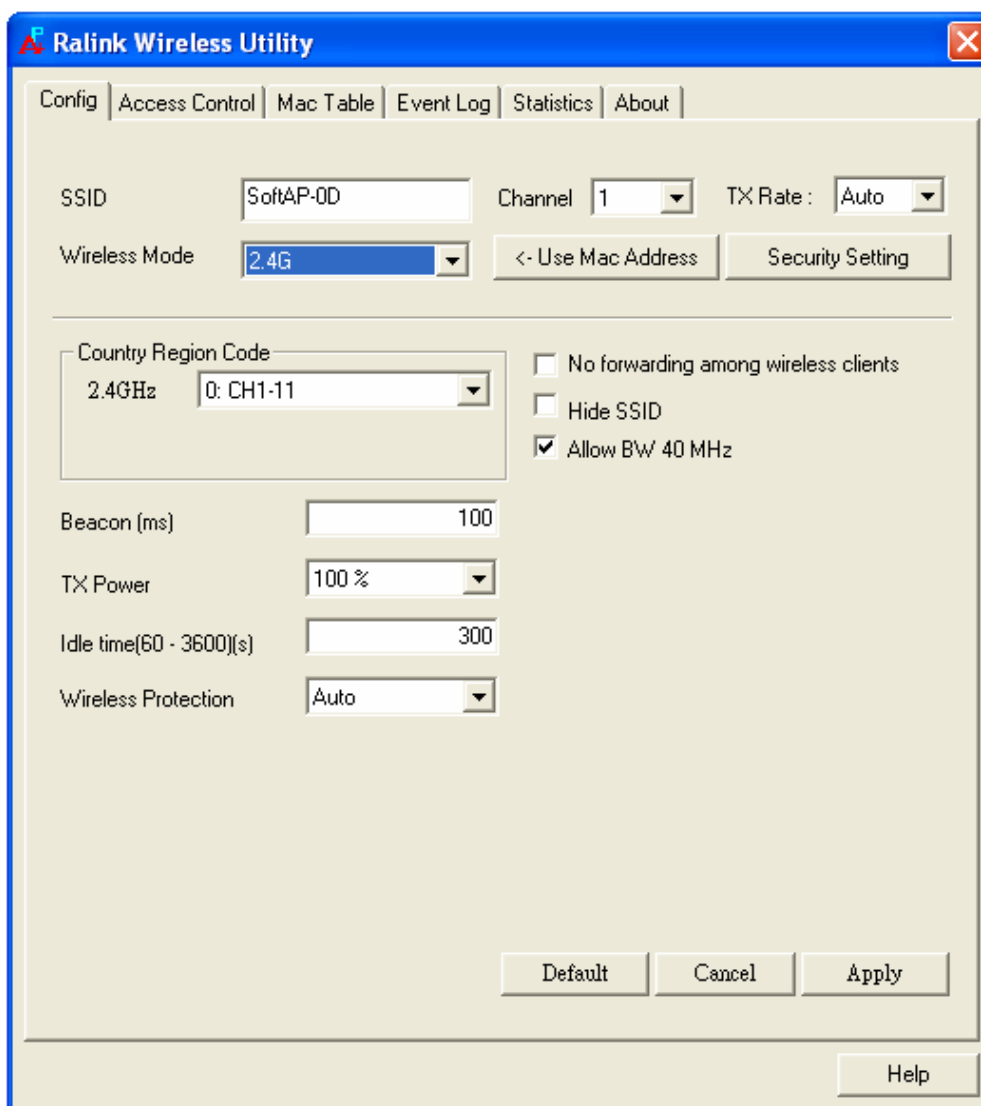 Ralink Wireless Utility
Config Access Control Mac Table Event Log Statistics About
SSID SoftAP-0D Channel 1 TX Rate : Auto
Wireless Mode 2.4G <- Use Mac Address Security Setting
Country Region Code
2.4GHz 0: CH1-11
No forwarding among wireless clients
Hide SSID
Allow BW 40 MHz
Beacon (ms) 100
TX Power 100 %
Idle time(60 - 3600)(s) 300
Wireless Protection Auto
Default Cancel Apply
Help